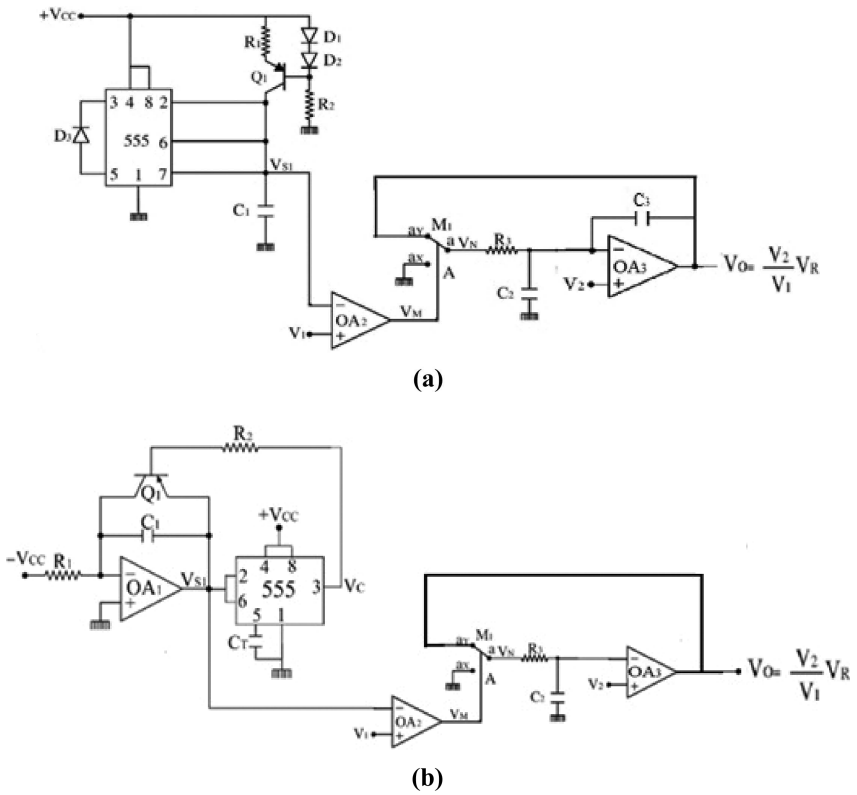 +VCC
R1
D1
D2
Q1
R2
3 4 8 2
D3
555
6
5 1 7
VS1
C1
aY M1
a VN R3
aX
A
C3
C2
V2
OA3
VO= V2/V1 VR
V1
OA2
VM
(a)
R2
Q1
C1
+VCC
−VCC R1
OA1
VS1
4 8
2
555
3
VC
6
5 1
CT
aY M1
a VN R3
aX
A
C2
V2
OA3
VO= V2/V1 VR
V1
OA2
VM
(b)